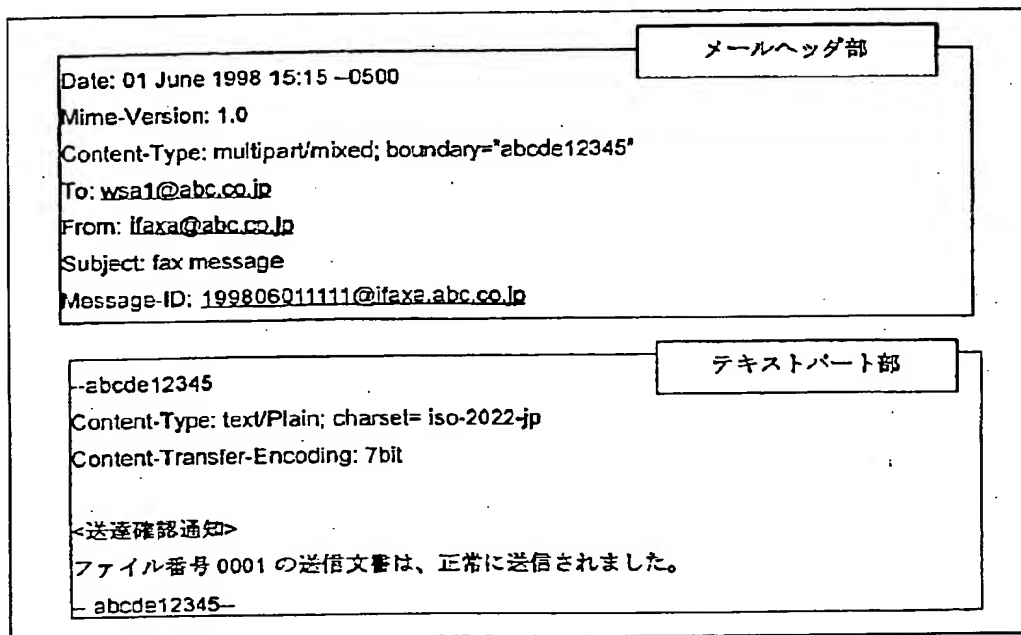 メールヘッダ部
Date: 01 June 1998 15:15 –0500
Mime-Version: 1.0
Content-Type: multipart/mixed; boundary="abcde12345"
To: wsa1@abc.co.jp
From: ifaxa@abc.co.jp
Subject: fax message
Message-ID: 199806011111@ifaxa.abc.co.jp
テキストパート部
--abcde12345
Content-Type: text/Plain; charset= iso-2022-jp
Content-Transfer-Encoding: 7bit
<送達確認通知>
ファイル番号 0001 の送信文書は、正常に送信されました。
– abcde12345–